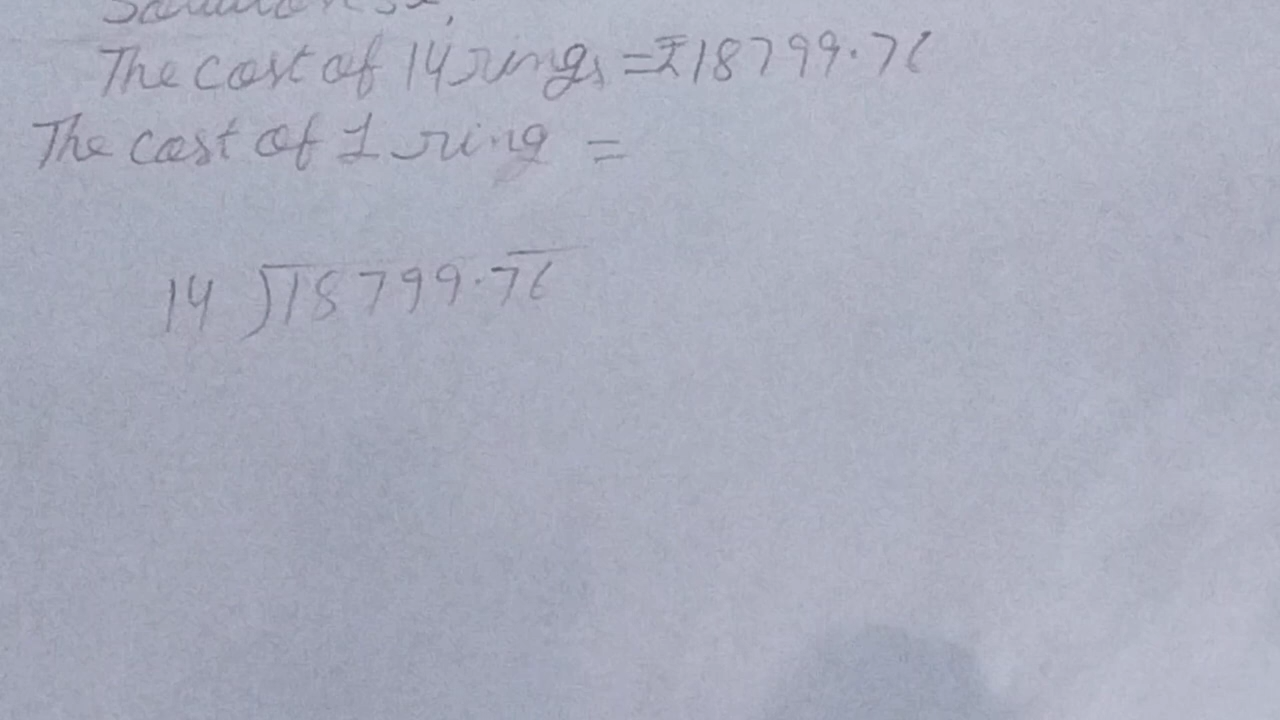 The cost of 14 rings = ₹18799.76
The cost of 1 ring =
14 ) 18799.76